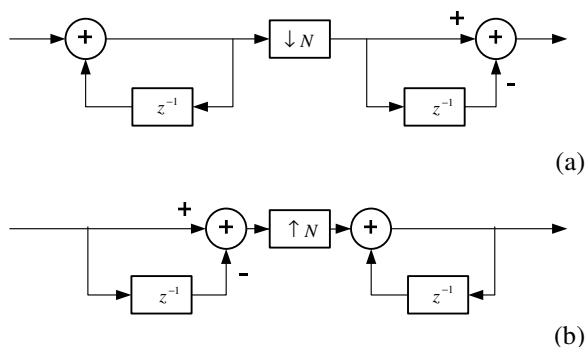 + ↓ N + +
z⁻¹ z⁻¹ -
(a)
+ + ↑ N +
z⁻¹ - z⁻¹
(b)